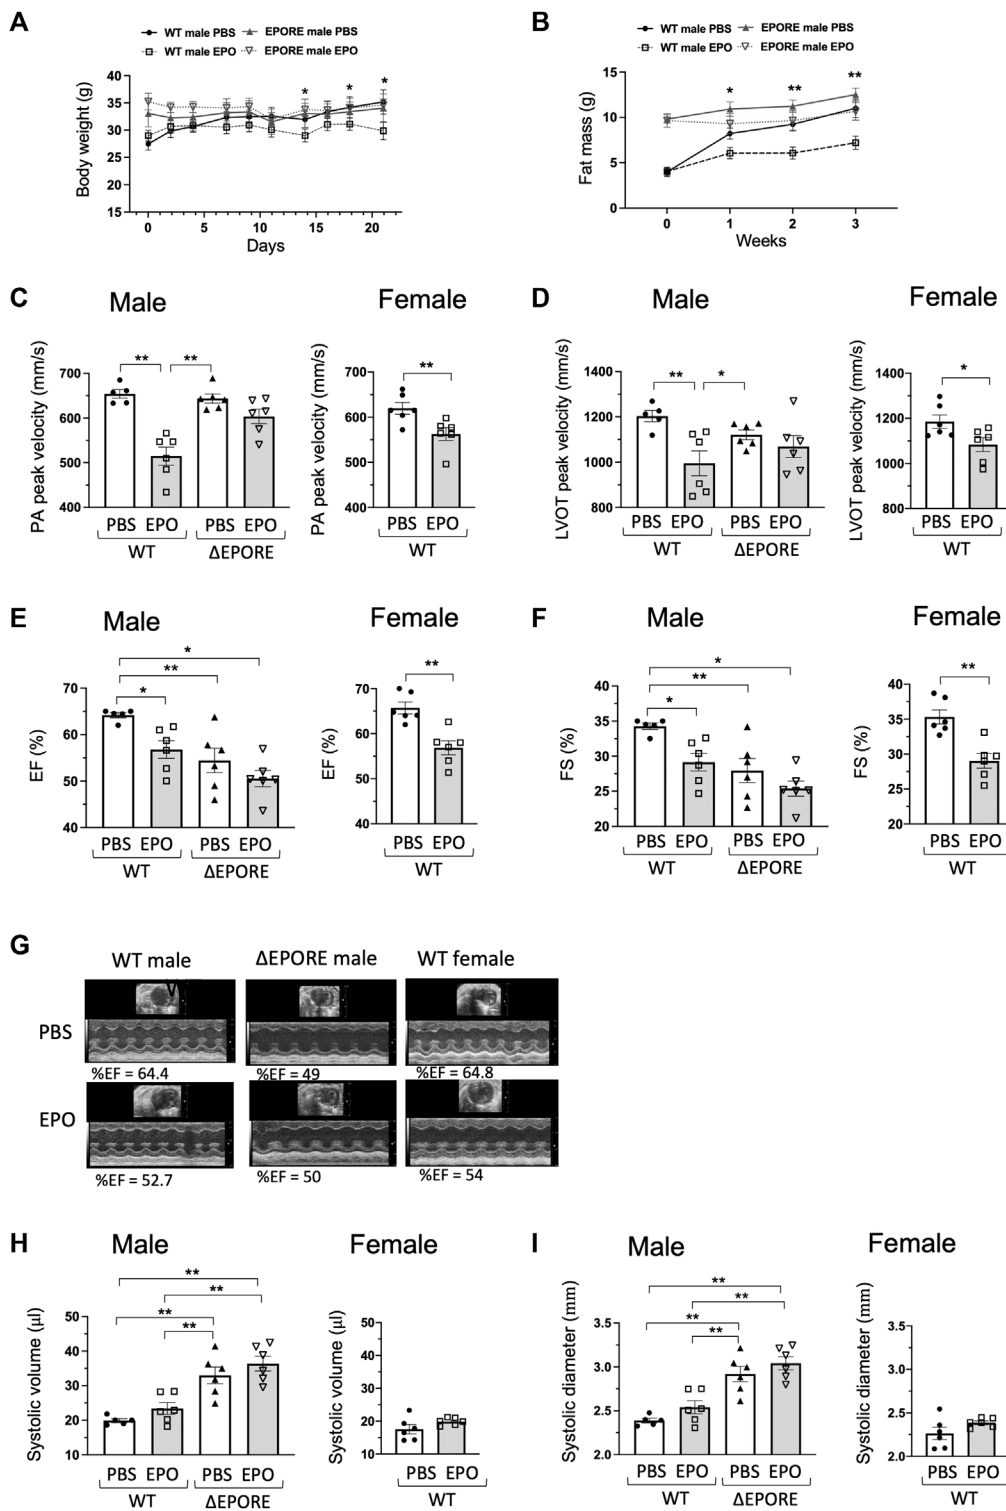 A
B
WT male PBS EPORE male PBS
WT male EPO EPORE male EPO
WT male PBS EPORE male PBS
WT male EPO EPORE male EPO
Body weight (g)
40
35
30
25
20
15
* * *
0 5 10 15 20
Days
Fat mass (g)
15
10
5
0
* ** **
0 1 2 3
Weeks
C
Male
Female
PA peak velocity (mm/s)
700
600
500
400
** **
PBS EPO PBS EPO
WT ΔEPORE
PA peak velocity (mm/s)
700
600
500
400
**
PBS EPO
WT
D
Male
Female
LVOT peak velocity (mm/s)
1400
1200
1000
800
** *
PBS EPO PBS EPO
WT ΔEPORE
LVOT peak velocity (mm/s)
1400
1200
1000
800
*
PBS EPO
WT
E
Male
Female
EF (%)
70
60
50
40
*
**
*
PBS EPO PBS EPO
WT ΔEPORE
EF (%)
70
60
50
40
**
PBS EPO
WT
F
Male
Female
FS (%)
40
35
30
25
20
*
**
*
PBS EPO PBS EPO
WT ΔEPORE
FS (%)
40
35
30
25
20
**
PBS EPO
WT
G
WT male ΔEPORE male WT female
PBS
%EF = 64.4 %EF = 49 %EF = 64.8
EPO
%EF = 52.7 %EF = 50 %EF = 54
H
Male
Female
Systolic volume (µl)
50
40
30
20
10
**
**
**
**
PBS EPO PBS EPO
WT ΔEPORE
Systolic volume (µl)
50
40
30
20
10
PBS EPO
WT
I
Male
Female
Systolic diameter (mm)
3.5
3.0
2.5
2.0
**
**
**
**
PBS EPO PBS EPO
WT ΔEPORE
Systolic diameter (mm)
3.5
3.0
2.5
2.0
PBS EPO
WT